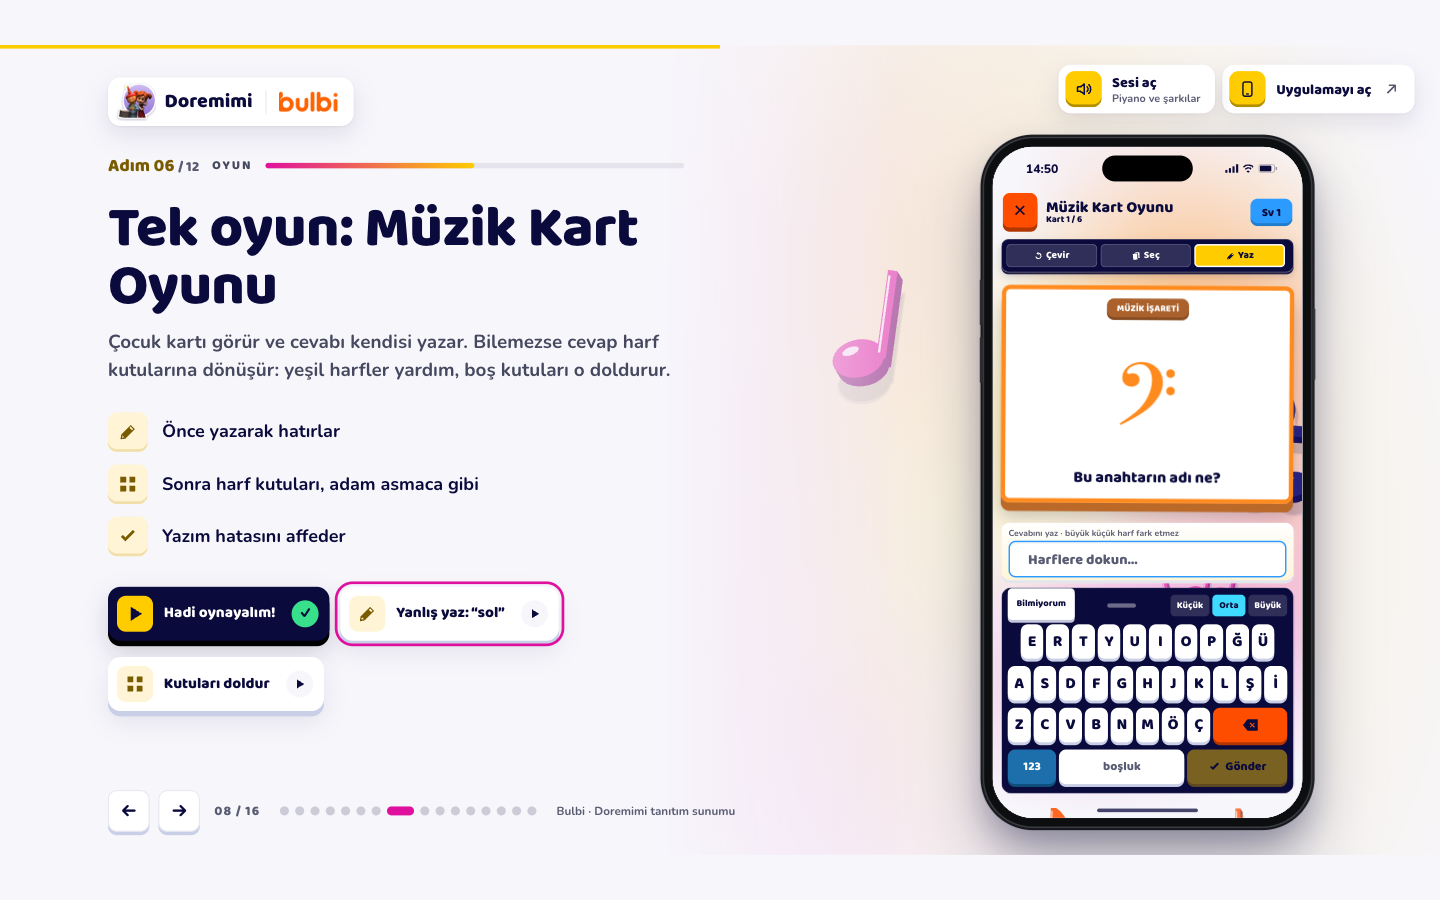 Doremimi
bulbi
Sesi aç
Piyano ve şarkılar
Uygulamayı aç
Adım 06 / 12 OYUN
Tek oyun: Müzik Kart
Oyunu
Çocuk kartı görür ve cevabı kendisi yazar. Bilemezse cevap harf
kutularına dönüşür: yeşil harfler yardım, boş kutuları o doldurur.
Önce yazarak hatırlar
Sonra harf kutuları, adam asmaca gibi
Yazım hatasını affeder
Hadi oynayalım!
Yanlış yaz: “sol”
Kutuları doldur
08 / 16
Bulbi · Doremimi tanıtım sunumu
14:50
Müzik Kart Oyunu
Kart 1 / 6
Sv 1
Çevir
Seç
Yaz
MÜZİK İŞARETİ
Bu anahtarın adı ne?
Cevabını yaz · büyük küçük harf fark etmez
Harflere dokun...
Bilmiyorum
Küçük Orta Büyük
E R T Y U I O P Ğ Ü
A S D F G H J K L Ş İ
Z C V B N M Ö Ç
123 boşluk Gönder